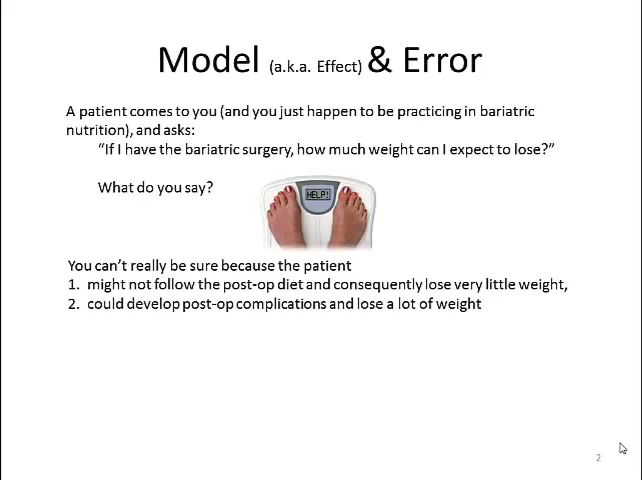 Model (a.k.a. Effect) & Error
A patient comes to you (and you just happen to be practicing in bariatric
nutrition), and asks:
“If I have the bariatric surgery, how much weight can I expect to lose?”
What do you say?
HELP!
You can’t really be sure because the patient
1. might not follow the post-op diet and consequently lose very little weight,
2. could develop post-op complications and lose a lot of weight
2